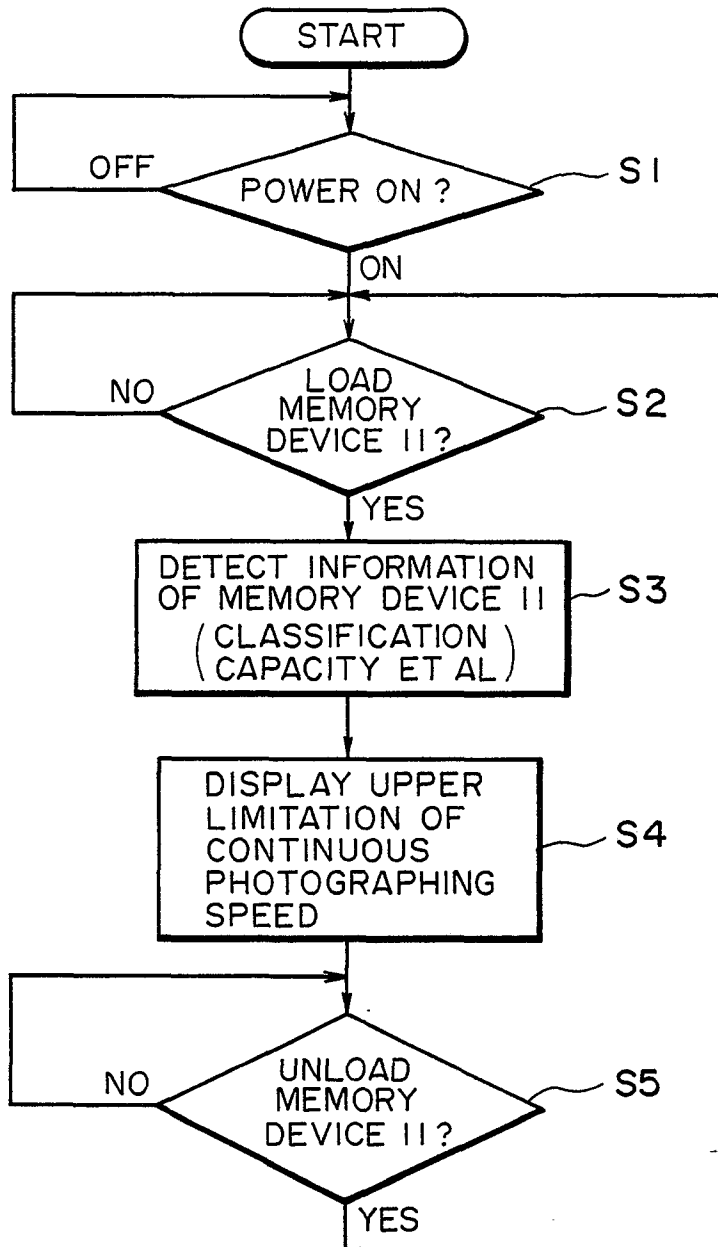 START
OFF
POWER ON ?
S1
ON
NO
LOAD
MEMORY
DEVICE 11 ?
S2
YES
DETECT INFORMATION
OF MEMORY DEVICE 11
(CLASSIFICATION
CAPACITY ET AL)
S3
DISPLAY UPPER
LIMITATION OF
CONTINUOUS
PHOTOGRAPHING
SPEED
S4
NO
UNLOAD
MEMORY
DEVICE 11 ?
S5
YES